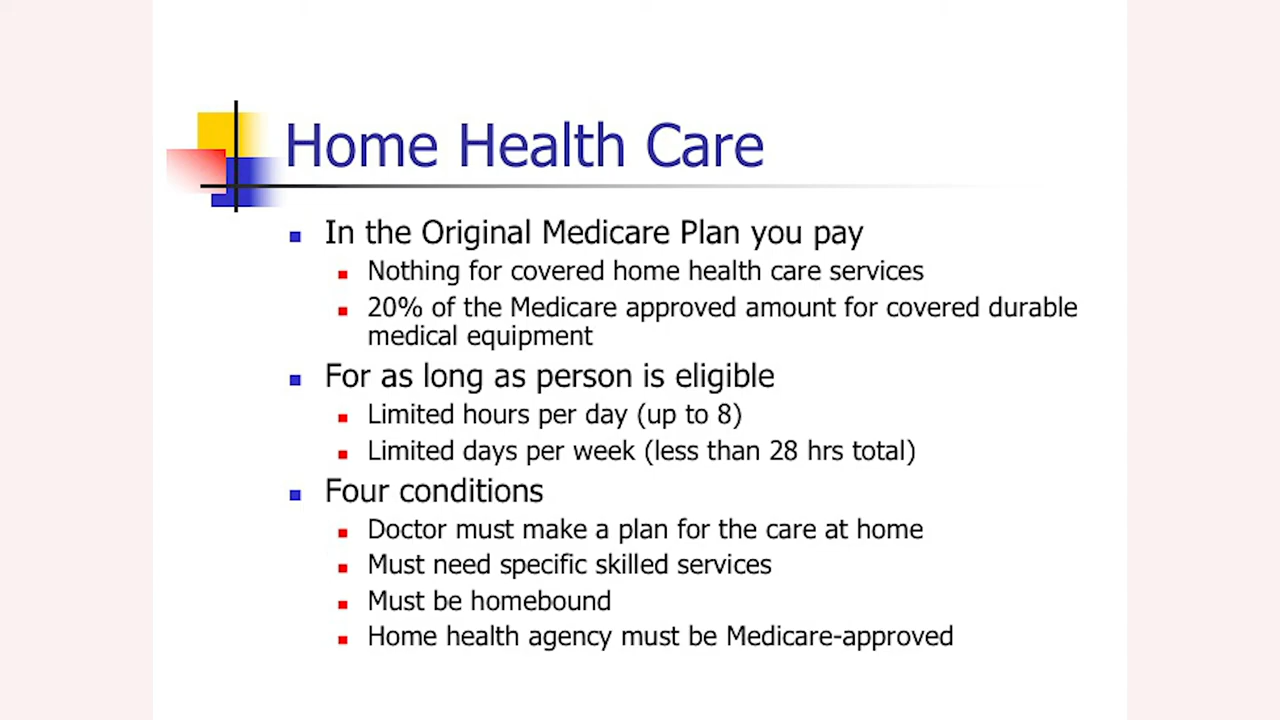 Home Health Care
In the Original Medicare Plan you pay
Nothing for covered home health care services
20% of the Medicare approved amount for covered durable
medical equipment
For as long as person is eligible
Limited hours per day (up to 8)
Limited days per week (less than 28 hrs total)
Four conditions
Doctor must make a plan for the care at home
Must need specific skilled services
Must be homebound
Home health agency must be Medicare-approved